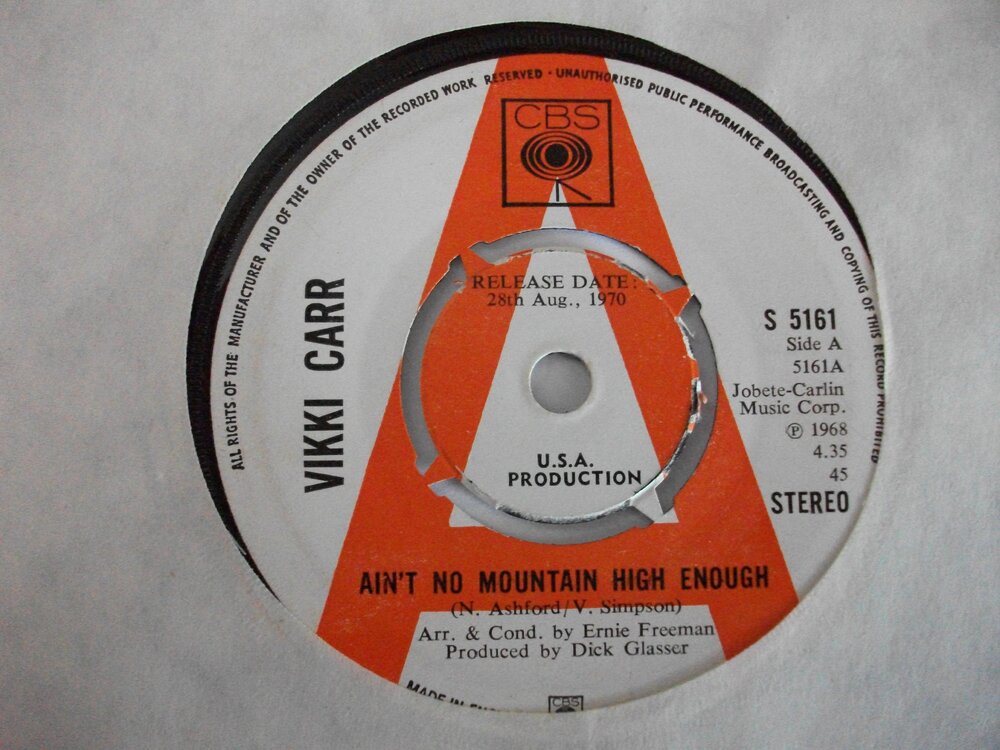 ALL RIGHTS OF THE MANUFACTURER AND OF THE OWNER OF THE RECORDED WORK RESERVED · UNAUTHORISED PUBLIC PERFORMANCE BROADCASTING AND COPYING OF THIS RECORD PROHIBITED
CBS
VIKKI CARR
RELEASE DATE:
28th Aug., 1970
S 5161
Side A
5161A
Jobete-Carlin
Music Corp.
℗ 1968
4.35
45
STEREO
U.S.A.
PRODUCTION
AIN'T NO MOUNTAIN HIGH ENOUGH
(N. Ashford/V. Simpson)
Arr. & Cond. by Ernie Freeman
Produced by Dick Glasser
MADE IN
CBS